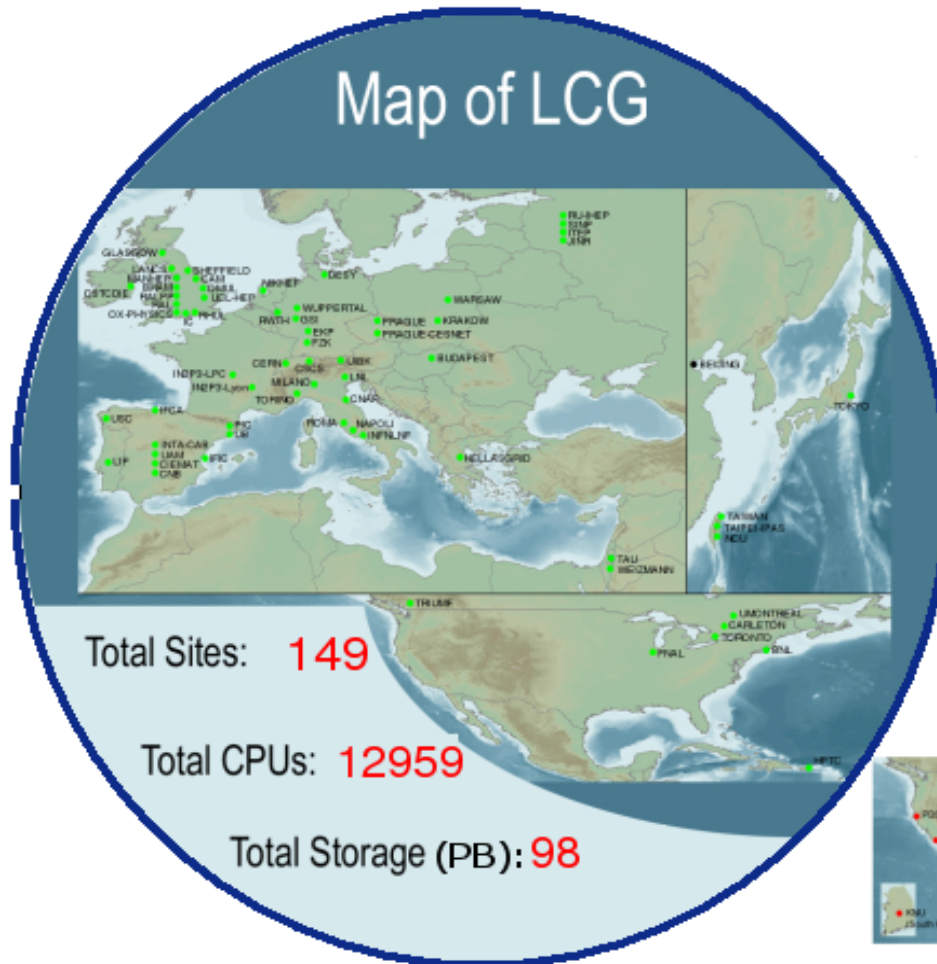 Map of LCG
RU-IHEP
SINP
ITEP
JINR
GLASGOW
LANCS
SHEFFIELD
MANHEP
CAM
QMUL
UCL-HEP
RALPP
RAL
OX-PHYSICS
IC
RHUL
NIKHEF
DESY
WARSAW
WUPPERTAL
RWTH
GSI
PRAGUE
KRAKOW
EKP
PRAGUE-CESNET
FZK
CERN
CSCS
UIBK
BUDAPEST
BEIJING
IN2P3-LPC
LNL
IN2P3-Lyon
MILANO
TORINO
CNAF
TOKYO
USC
IFCA
PIC
UB
ROMA
NAPOLI
INFNLNF
INTA-CAB
UAM
LIP
CIEMAT
IFIC
CNB
HELLASGRID
TAIWAN
TAIPEI-IPAS
NCU
WEIZMANN
TRIUMF
UMONTREAL
CARLETON
TORONTO
FNAL
BNL
Total Sites: 149
Total CPUs: 12959
HPTC
Total Storage (PB): 98
KNU